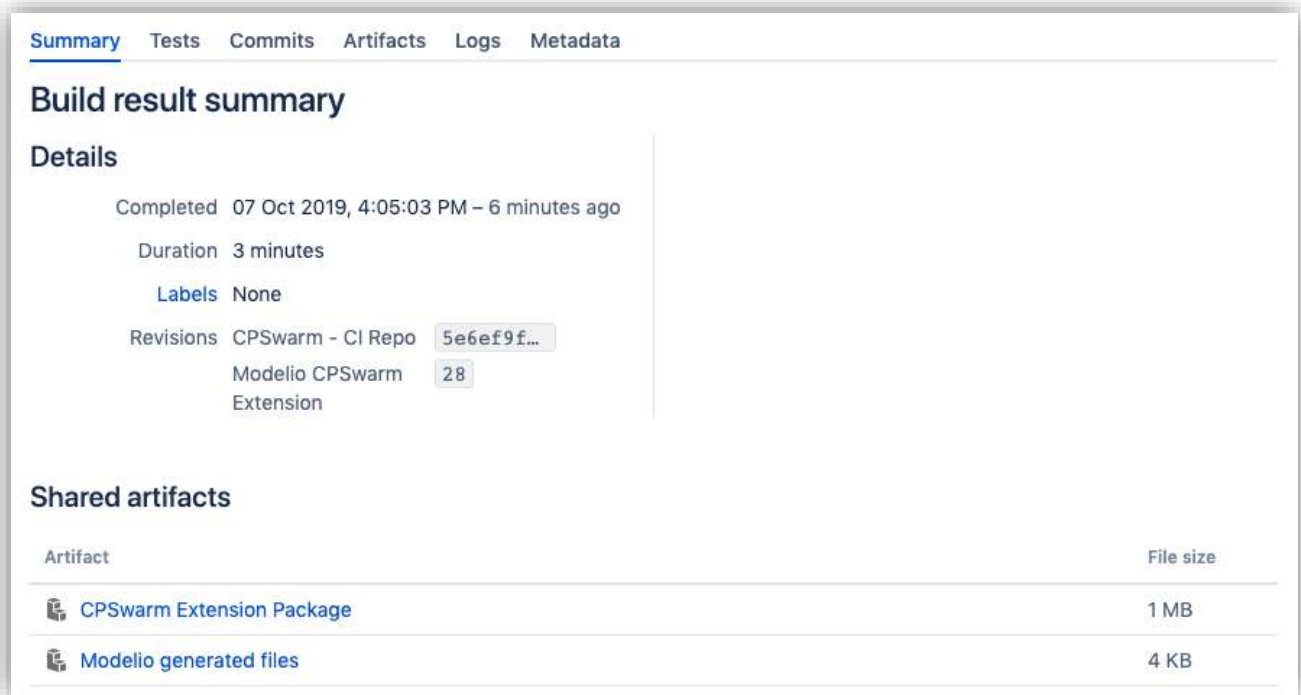 Summary Tests Commits Artifacts Logs Metadata
Build result summary
Details
Completed 07 Oct 2019, 4:05:03 PM – 6 minutes ago
Duration 3 minutes
Labels None
Revisions CPSwarm - CI Repo 5e6ef9f…
Modelio CPSwarm 28
Extension
Shared artifacts
Artifact File size
CPSwarm Extension Package 1 MB
Modelio generated files 4 KB